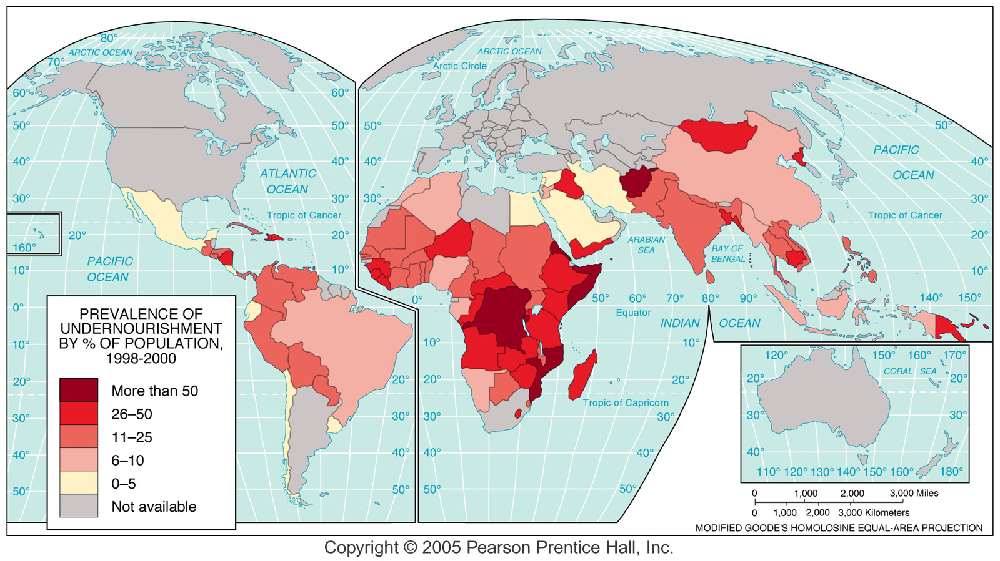 80°
ARCTIC OCEAN
70°
60°
60°
50°
50°
40°
40°
ATLANTIC
OCEAN
30°
30°
Tropic of Cancer
20°
20°
160°
PACIFIC
OCEAN
10°
10°
0°
10°
20°
20°
30°
30°
40°
40°
50°
50°
ARCTIC OCEAN
Arctic Circle
50°
50°
40°
40°
PACIFIC
OCEAN
30°
30°
Tropic of Cancer
20°
ARABIAN
SEA
BAY OF
BENGAL
10°
0°
50°
60°
70°
80°
90°
140°
150°
Equator
INDIAN
OCEAN
10°
10°
20°
20°
Tropic of Capricorn
30°
30°
40°
40°
50°
50°
PREVALENCE OF
UNDERNOURISHMENT
BY % OF POPULATION,
1998-2000
More than 50
26–50
11–25
6–10
0–5
Not available
120°
150°
160°
170°
CORAL SEA
20°
20°
30°
30°
40°
110°
120°
130°
140°
150°
160°
180°
0
1,000
2,000
3,000 Miles
0
1,000
2,000
3,000 Kilometers
MODIFIED GOODE'S HOMOLOSINE EQUAL-AREA PROJECTION
Copyright © 2005 Pearson Prentice Hall, Inc.